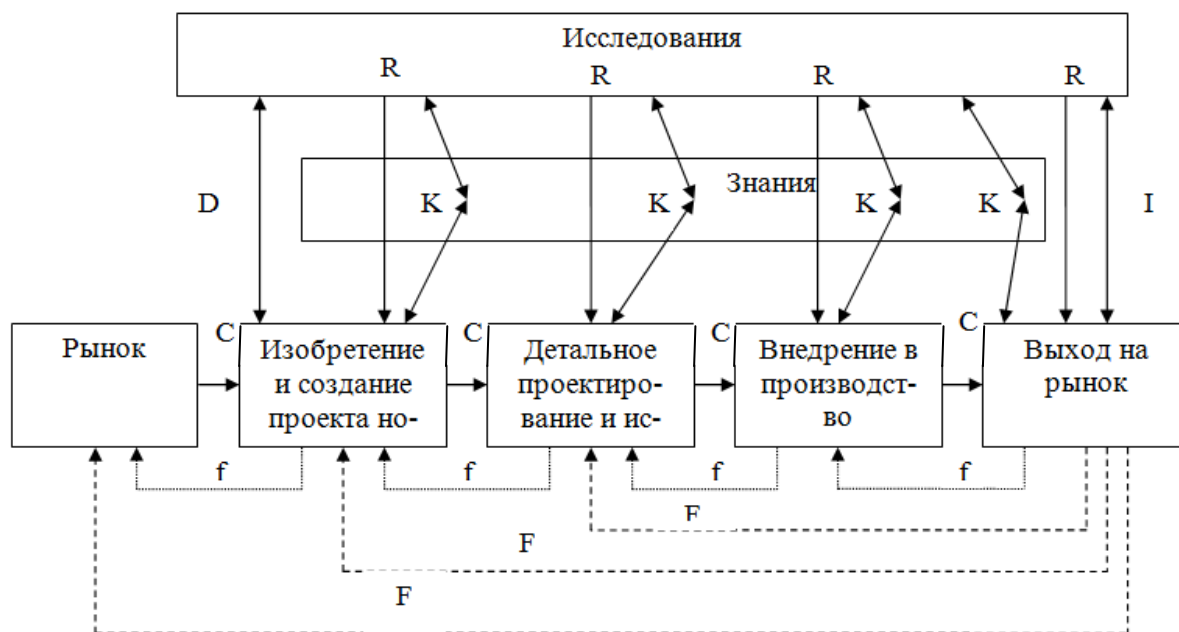 Исследования
R
R
R
R
Знания
D
K
K
K
K
I
C
C
C
C
Рынок
Изобретение
и создание
проекта но-
Детальное
проектиро-
вание и ис-
Внедрение в
производст-
во
Выход на
рынок
f
f
f
f
F
F
F